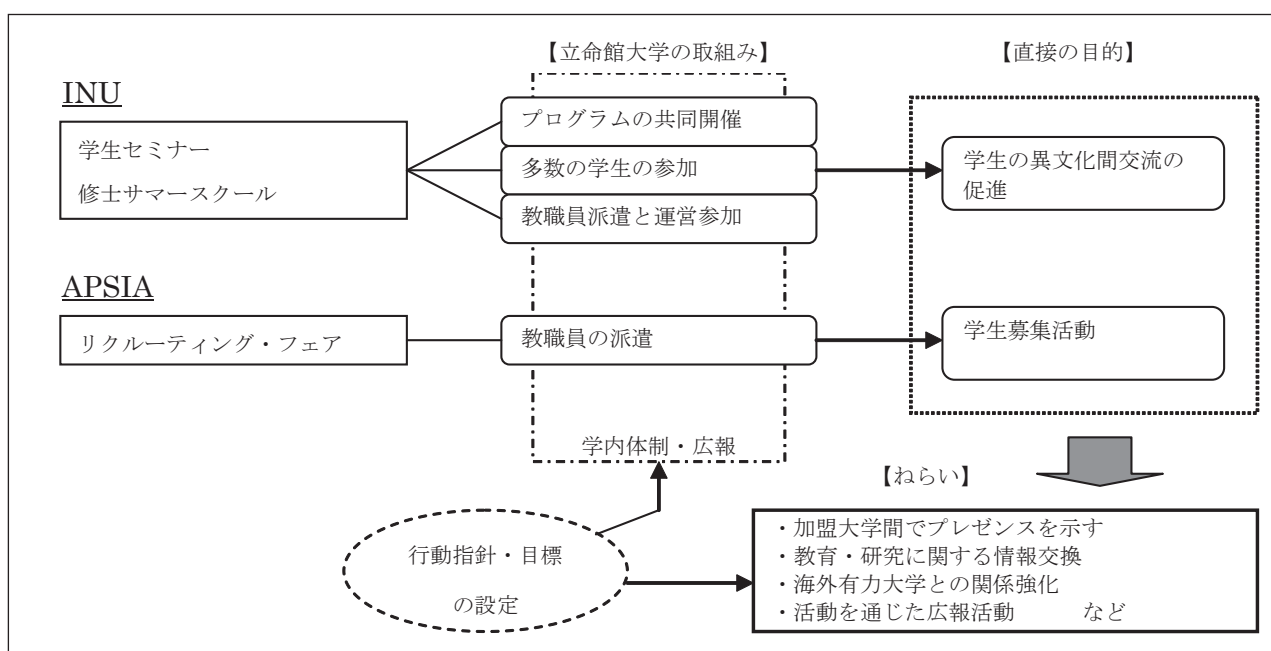 【立命館大学の取組み】
【直接の目的】
INU
学生セミナー
修士サマースクール
プログラムの共同開催
多数の学生の参加
教職員派遣と運営参加
学生の異文化間交流の
促進
APSIA
リクルーティング・フェア
教職員の派遣
学生募集活動
学内体制・広報
【ねらい】
行動指針・目標
の設定
・加盟大学間でプレゼンスを示す
・教育・研究に関する情報交換
・海外有力大学との関係強化
・活動を通じた広報活動　　など